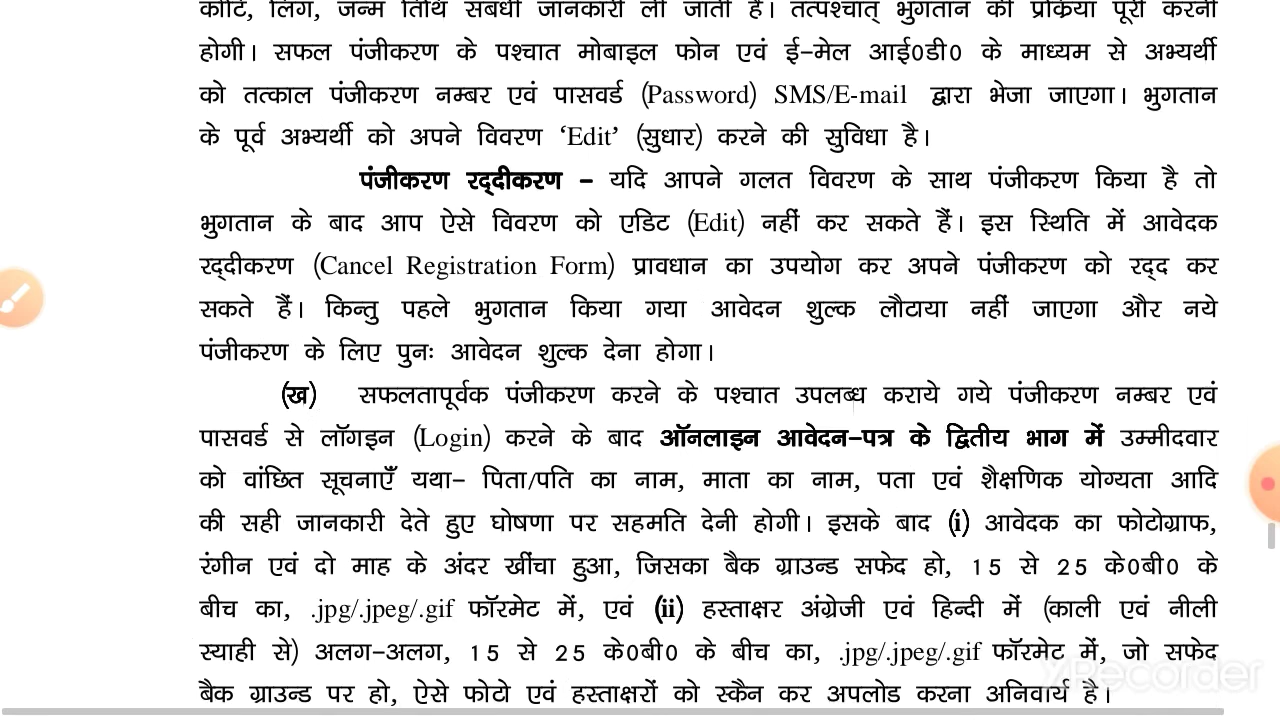 कोटि, लिंग, जन्म तिथि संबंधी जानकारी ली जाती है। तत्पश्चात् भुगतान की प्रक्रिया पूरी करनी
होगी। सफल पंजीकरण के पश्चात मोबाइल फोन एवं ई-मेल आई0डी0 के माध्यम से अभ्यर्थी
को तत्काल पंजीकरण नम्बर एवं पासवर्ड (Password) SMS/E-mail द्वारा भेजा जाएगा। भुगतान
के पूर्व अभ्यर्थी को अपने विवरण ‘Edit’ (सुधार) करने की सुविधा है।
पंजीकरण रद्दीकरण – यदि आपने गलत विवरण के साथ पंजीकरण किया है तो
भुगतान के बाद आप ऐसे विवरण को एडिट (Edit) नहीं कर सकते हैं। इस स्थिति में आवेदक
रद्दीकरण (Cancel Registration Form) प्रावधान का उपयोग कर अपने पंजीकरण को रद्द कर
सकते हैं। किन्तु पहले भुगतान किया गया आवेदन शुल्क लौटाया नहीं जाएगा और नये
पंजीकरण के लिए पुनः आवेदन शुल्क देना होगा।
(ख) सफलतापूर्वक पंजीकरण करने के पश्चात उपलब्ध कराये गये पंजीकरण नम्बर एवं
पासवर्ड से लॉगइन (Login) करने के बाद ऑनलाइन आवेदन-पत्र के द्वितीय भाग में उम्मीदवार
को वांछित सूचनाएँ यथा– पिता/पति का नाम, माता का नाम, पता एवं शैक्षणिक योग्यता आदि
की सही जानकारी देते हुए घोषणा पर सहमति देनी होगी। इसके बाद (i) आवेदक का फोटोग्राफ,
रंगीन एवं दो माह के अंदर खींचा हुआ, जिसका बैक ग्राउन्ड सफेद हो, 15 से 25 के0बी0 के
बीच का, .jpg/.jpeg/.gif फॉरमेट में, एवं (ii) हस्ताक्षर अंग्रेजी एवं हिन्दी में (काली एवं नीली
स्याही से) अलग-अलग, 15 से 25 के0बी0 के बीच का, .jpg/.jpeg/.gif फॉरमेट में, जो सफेद
बैक ग्राउन्ड पर हो, ऐसे फोटो एवं हस्ताक्षरों को स्कैन कर अपलोड करना अनिवार्य है।
XRecorder